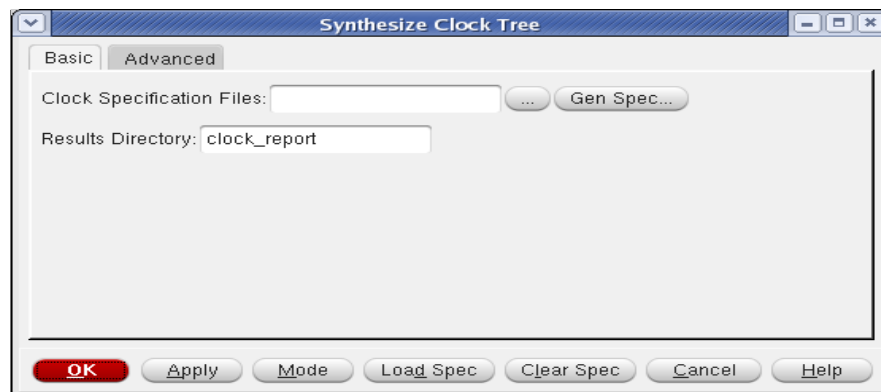 Synthesize Clock Tree
Basic Advanced
Clock Specification Files: ... Gen Spec...
Results Directory: clock_report
OK Apply Mode Load Spec Clear Spec Cancel Help